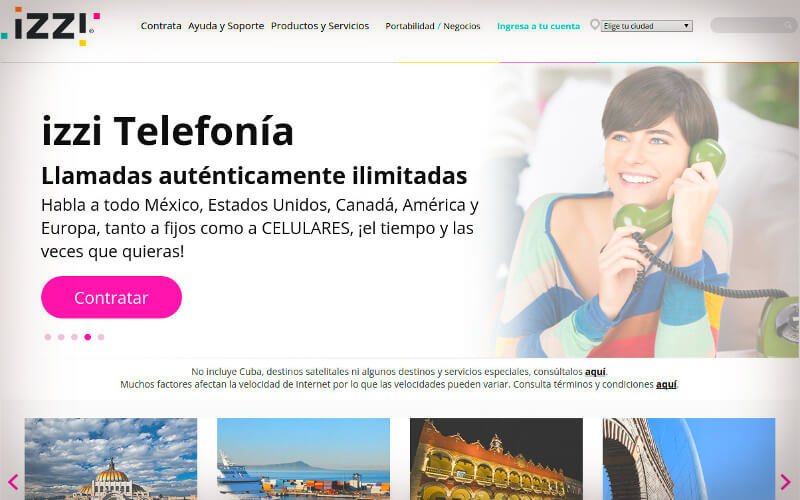 izzi
Contrata Ayuda y Soporte Productos y Servicios Portabilidad / Negocios Ingresa a tu cuenta Elige tu ciudad
izzi Telefonía
Llamadas auténticamente ilimitadas
Habla a todo México, Estados Unidos, Canadá, América y
Europa, tanto a fijos como a CELULARES, ¡el tiempo y las
veces que quieras!
Contratar
No incluye Cuba, destinos satelitales ni algunos destinos y servicios especiales, consúltalos aquí.
Muchos factores afectan la velocidad de Internet por lo que las velocidades pueden variar. Consulta términos y condiciones aquí.